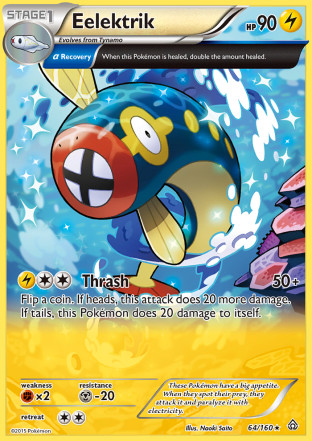 STAGE1
Eelektrik
HP90
Evolves from Tynamo
α Recovery
When this Pokémon is healed, double the amount healed.
Thrash 50+
Flip a coin. If heads, this attack does 20 more damage.
If tails, this Pokémon does 20 damage to itself.
weakness
×2
resistance
-20
retreat
These Pokémon have a big appetite.
When they spot their prey, they
attack it and paralyze it with
electricity.
©2015 Pokémon
Illus. Naoki Saito
64/160